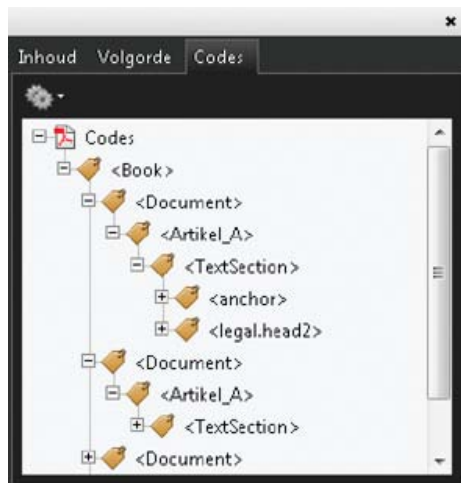 Inhoud Volgorde Codes
Codes
<Book>
<Document>
<Artikel_A>
<TextSection>
<anchor>
<legal.head2>
<Document>
<Artikel_A>
<TextSection>
<Document>